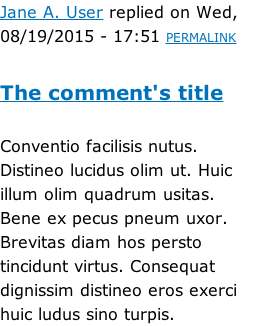 Jane A. User replied on Wed,
08/19/2015 - 17:51 PERMALINK
The comment's title
Conventio facilisis nutus.
Distineo lucidus olim ut. Huic
illum olim quadrum usitas.
Bene ex pecus pneum uxor.
Brevitas diam hos persto
tincidunt virtus. Consequat
dignissim distineo eros exerci
huic ludus sino turpis.